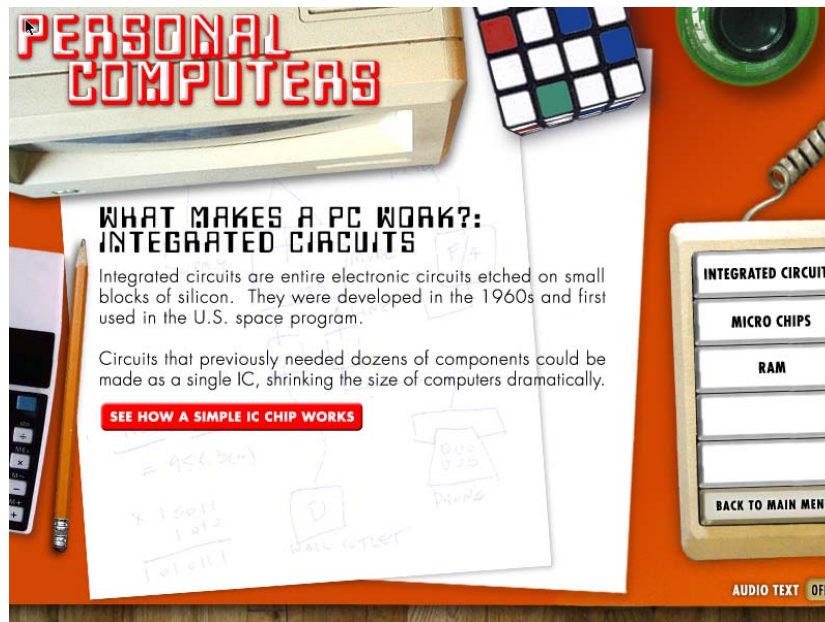 PERSONAL
COMPUTERS
WHAT MAKES A PC WORK?:
INTEGRATED CIRCUITS
Integrated circuits are entire electronic circuits etched on small
blocks of silicon. They were developed in the 1960s and first
used in the U.S. space program.
Circuits that previously needed dozens of components could be
made as a single IC, shrinking the size of computers dramatically.
SEE HOW A SIMPLE IC CHIP WORKS
INTEGRATED CIRCUIT
MICRO CHIPS
RAM
BACK TO MAIN MEN
AUDIO TEXT OF
WALL OUTLET